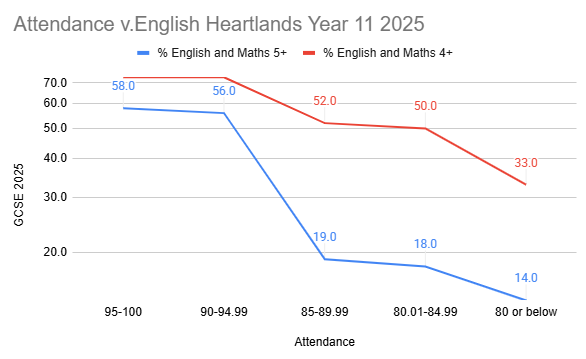 Attendance v.English Heartlands Year 11 2025
% English and Maths 5+ % English and Maths 4+
70.0
60.0
50.0
40.0
30.0
20.0
GCSE 2025
58.0 56.0 19.0 18.0 14.0
52.0 50.0 33.0
95-100 90-94.99 85-89.99 80.01-84.99 80 or below
Attendance